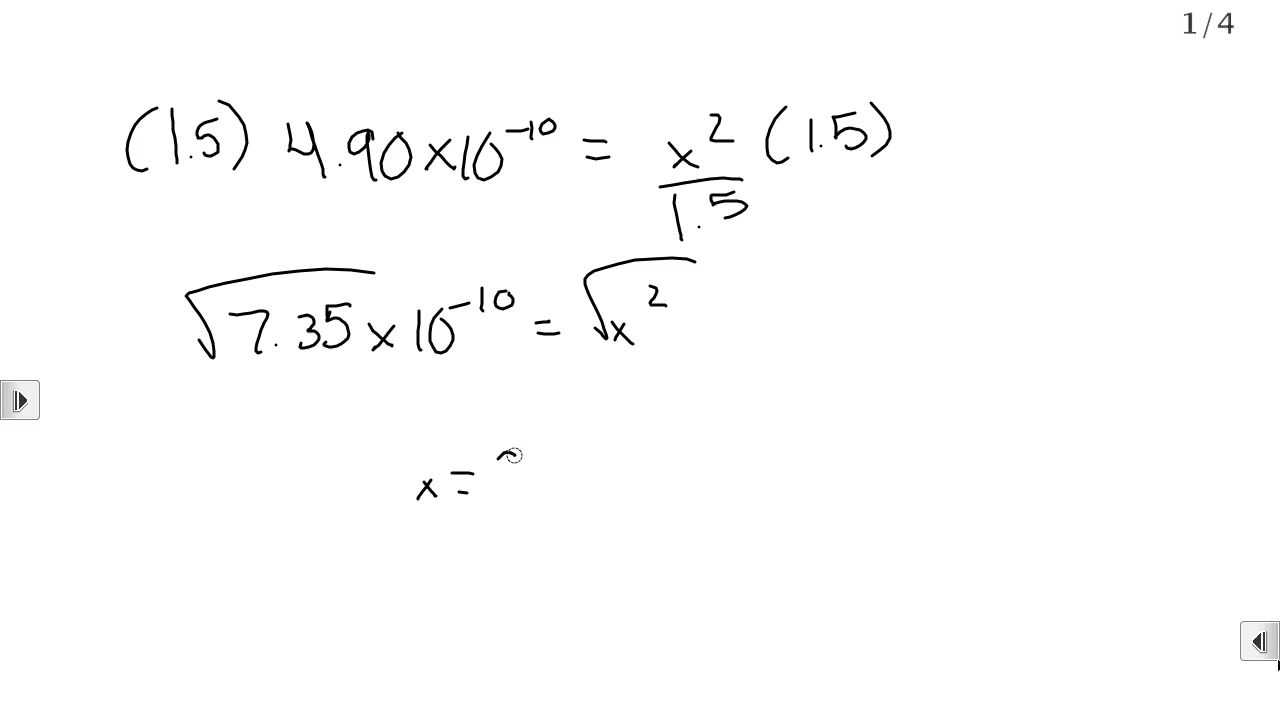 1/4
(1.5) 4.90×10⁻¹⁰ = x²/1.5 (1.5)
√7.35×10⁻¹⁰ = √x²
x =